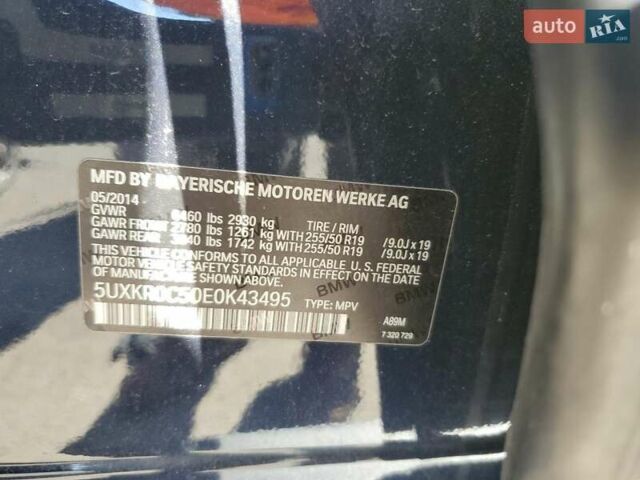 auto RIA
.com
MFD BY BAYERISCHE MOTOREN WERKE AG
05/2014
GVWR 6460 lbs 2930 kg TIRE / RIM
GAWR FRONT 2780 lbs 1261 kg WITH 255/50 R19 /9.0J x 19
GAWR REAR 3840 lbs 1742 kg WITH 255/50 R19 /9.0J x 19
THIS VEHICLE CONFORMS TO ALL APPLICABLE U.S. FEDERAL
MOTOR VEHICLE SAFETY STANDARDS IN EFFECT ON THE DATE
OF MANUFACTURE SHOWN ABOVE.
5UXKR0C50E0K43495 TYPE: MPV
A89M
7 320 729